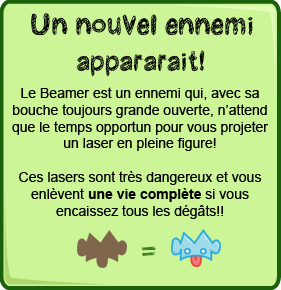 Un nouvel ennemi
appararait!
Le Beamer est un ennemi qui, avec sa
bouche toujours grande ouverte, n'attend
que le temps opportun pour vous projeter
un laser en pleine figure!
Ces lasers sont très dangereux et vous
enlèvent une vie complète si vous
encaissez tous les dégâts!!
=